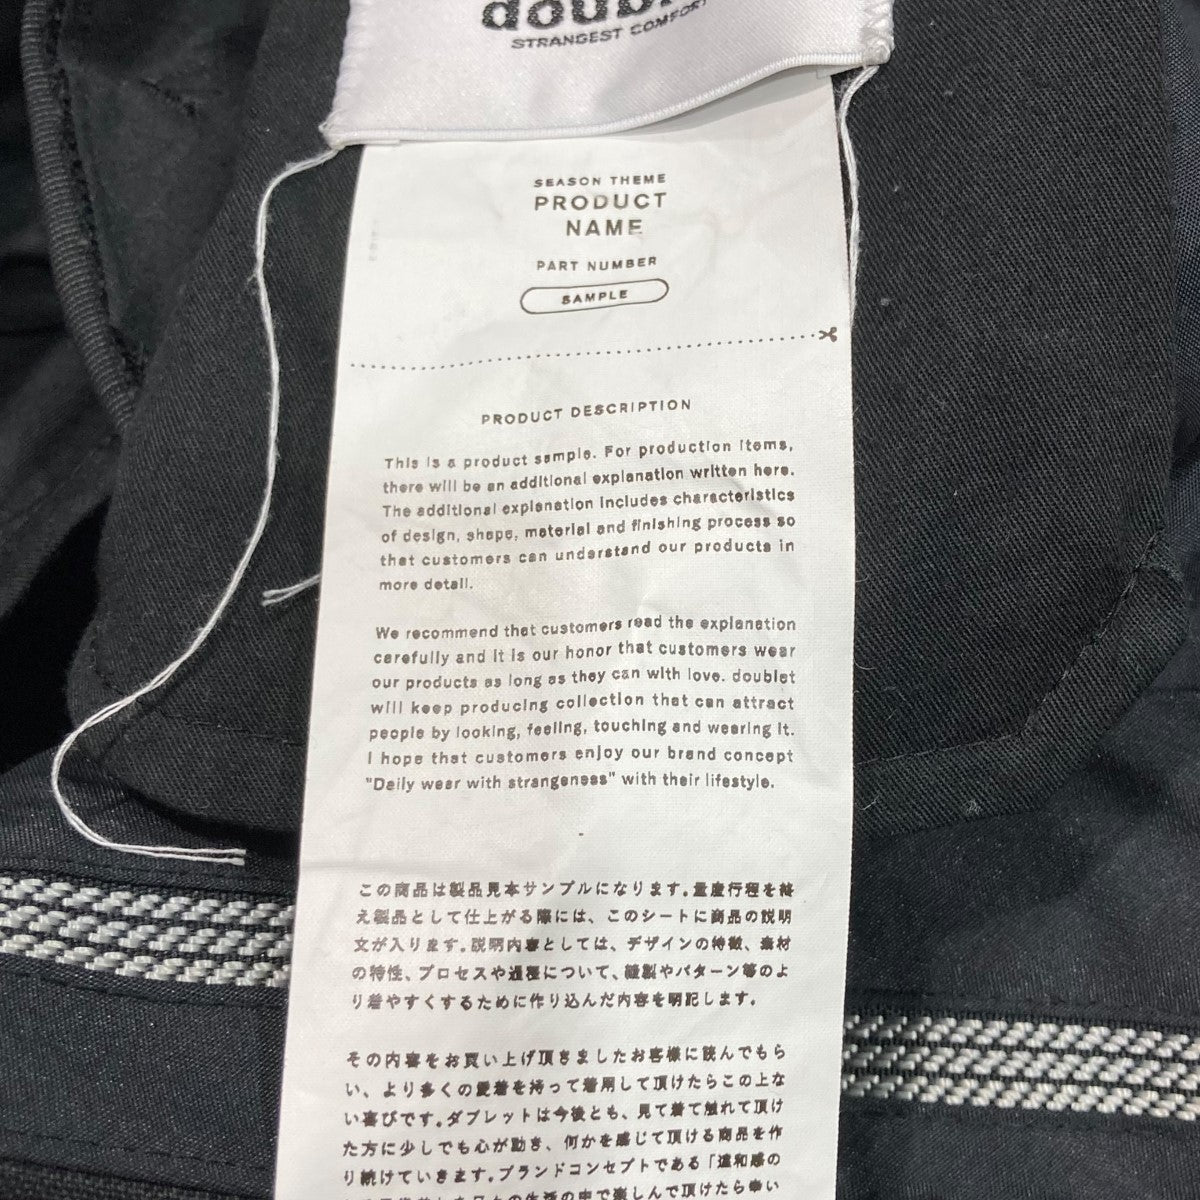 STRANGEST COMFORT
SEASON THEME
PRODUCT
NAME
PART NUMBER
SAMPLE
PRODUCT DESCRIPTION
This is a product sample. For production items,
there will be an additional explanation written here.
The additional explanation includes characteristics
of design, shape, material and finishing process so
that customers can understand our products in
more detail.
We recommend that customers read the explanation
carefully and it is our honor that customers wear
our products as long as they can with love. doublet
will keep producing collection that can attract
people by looking, feeling, touching and wearing it.
I hope that customers enjoy our brand concept
"Daily wear with strangeness" with their lifestyle.
この商品は製品見本サンプルになります。量産行程を終
え製品として仕上がる際には、このシートに商品の説明
文が入ります。説明内容としては、デザインの特徴、素材
の特性、プロセスや過程について、縫製やパターン等のよ
り着やすくするために作り込んだ内容を明記します。
その内容をお買い上げ頂きましたお客様に読んでもら
い、より多くの愛着を持って着用して頂けたらこの上な
い喜びです。ダブレットは今後とも、見て着て触れて頂け
た方に少しでも心が動き、何かを感じて頂ける商品を作
り続けていきます。ブランドコンセプトである「違和感の
の生活の中で楽しんで頂けたら幸い